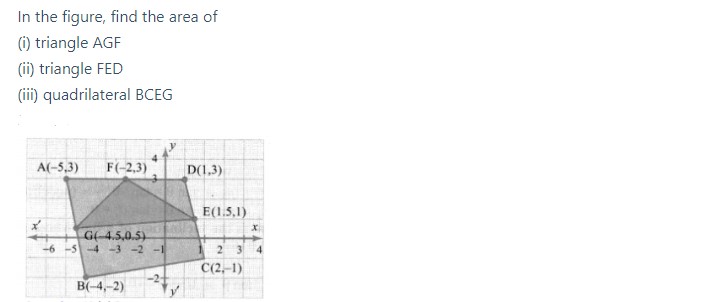 In the figure, find the area of
(i) triangle AGF
(ii) triangle FED
(iii) quadrilateral BCEG
y
4
A(-5,3) F(-2,3) 3 D(1,3)
E(1.5,1)
x' x
G(-4.5,0.5)
-6 -5 -4 -3 -2 -1 1 2 3 4
C(2,-1)
-2
B(-4,-2) y'